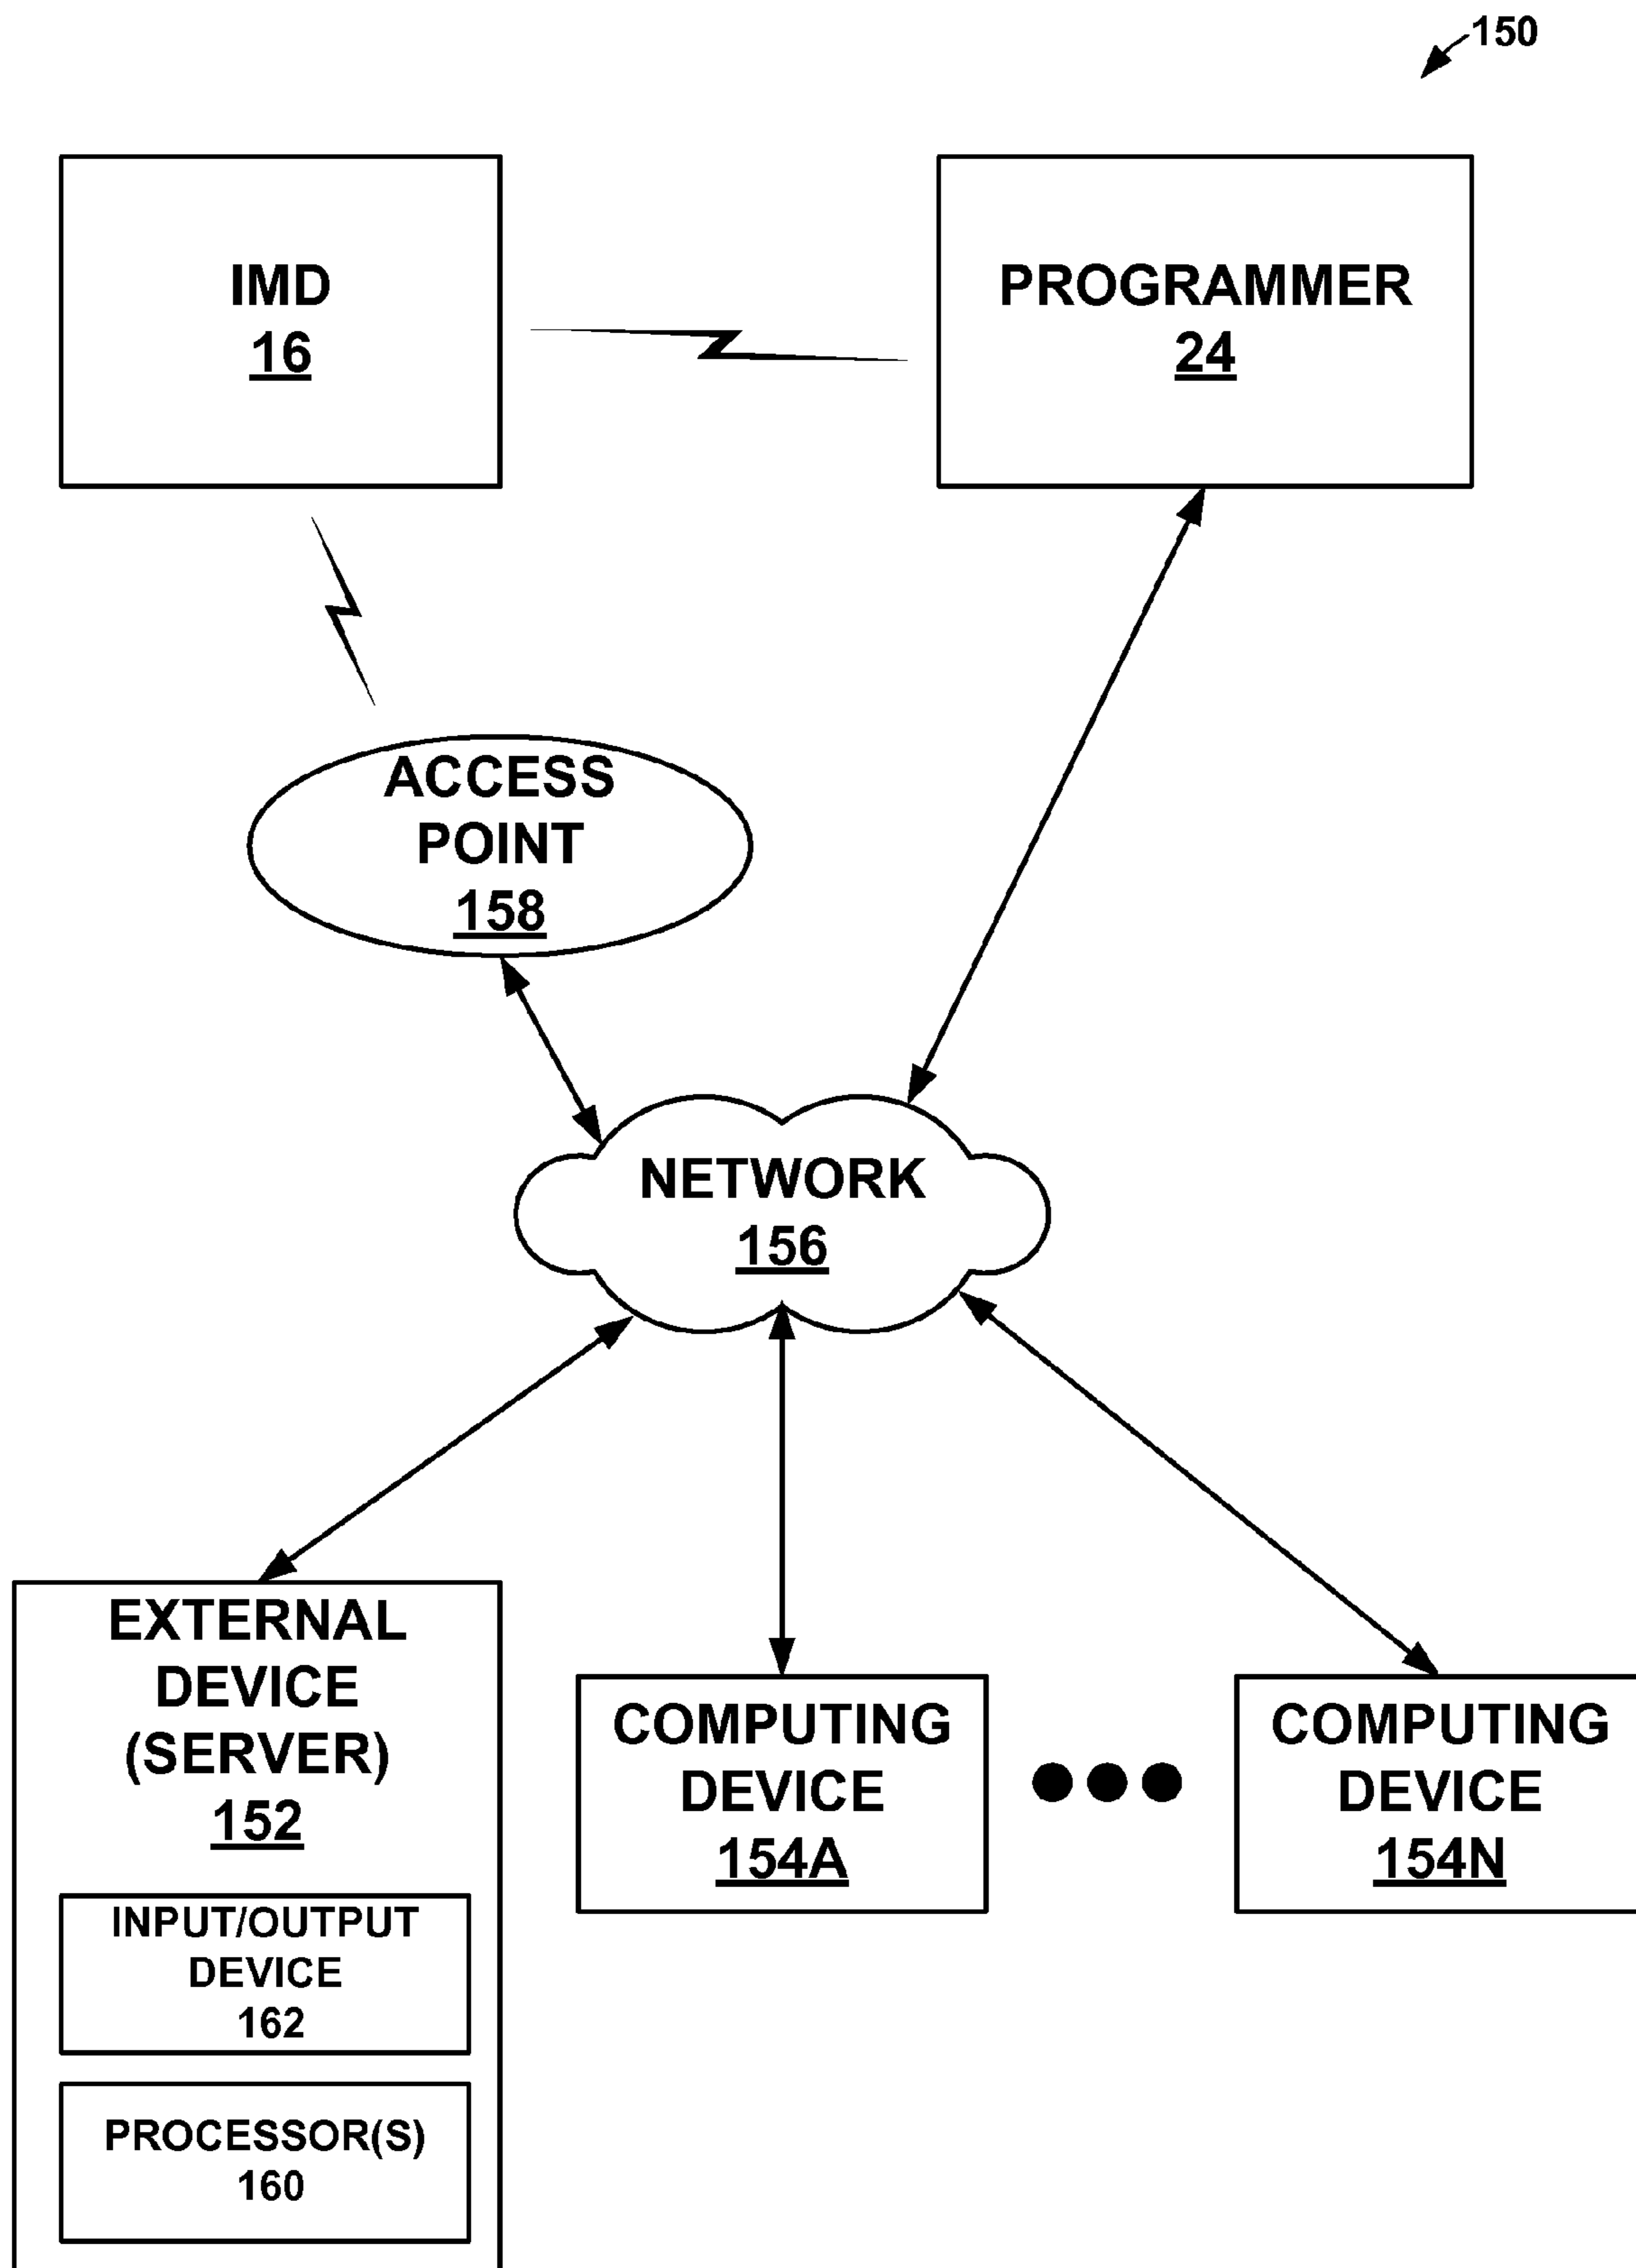 150
IMD
16
PROGRAMMER
24
ACCESS
POINT
158
NETWORK
156
EXTERNAL
DEVICE
(SERVER)
152
INPUT/OUTPUT
DEVICE
162
PROCESSOR(S)
160
COMPUTING
DEVICE
154A
COMPUTING
DEVICE
154N